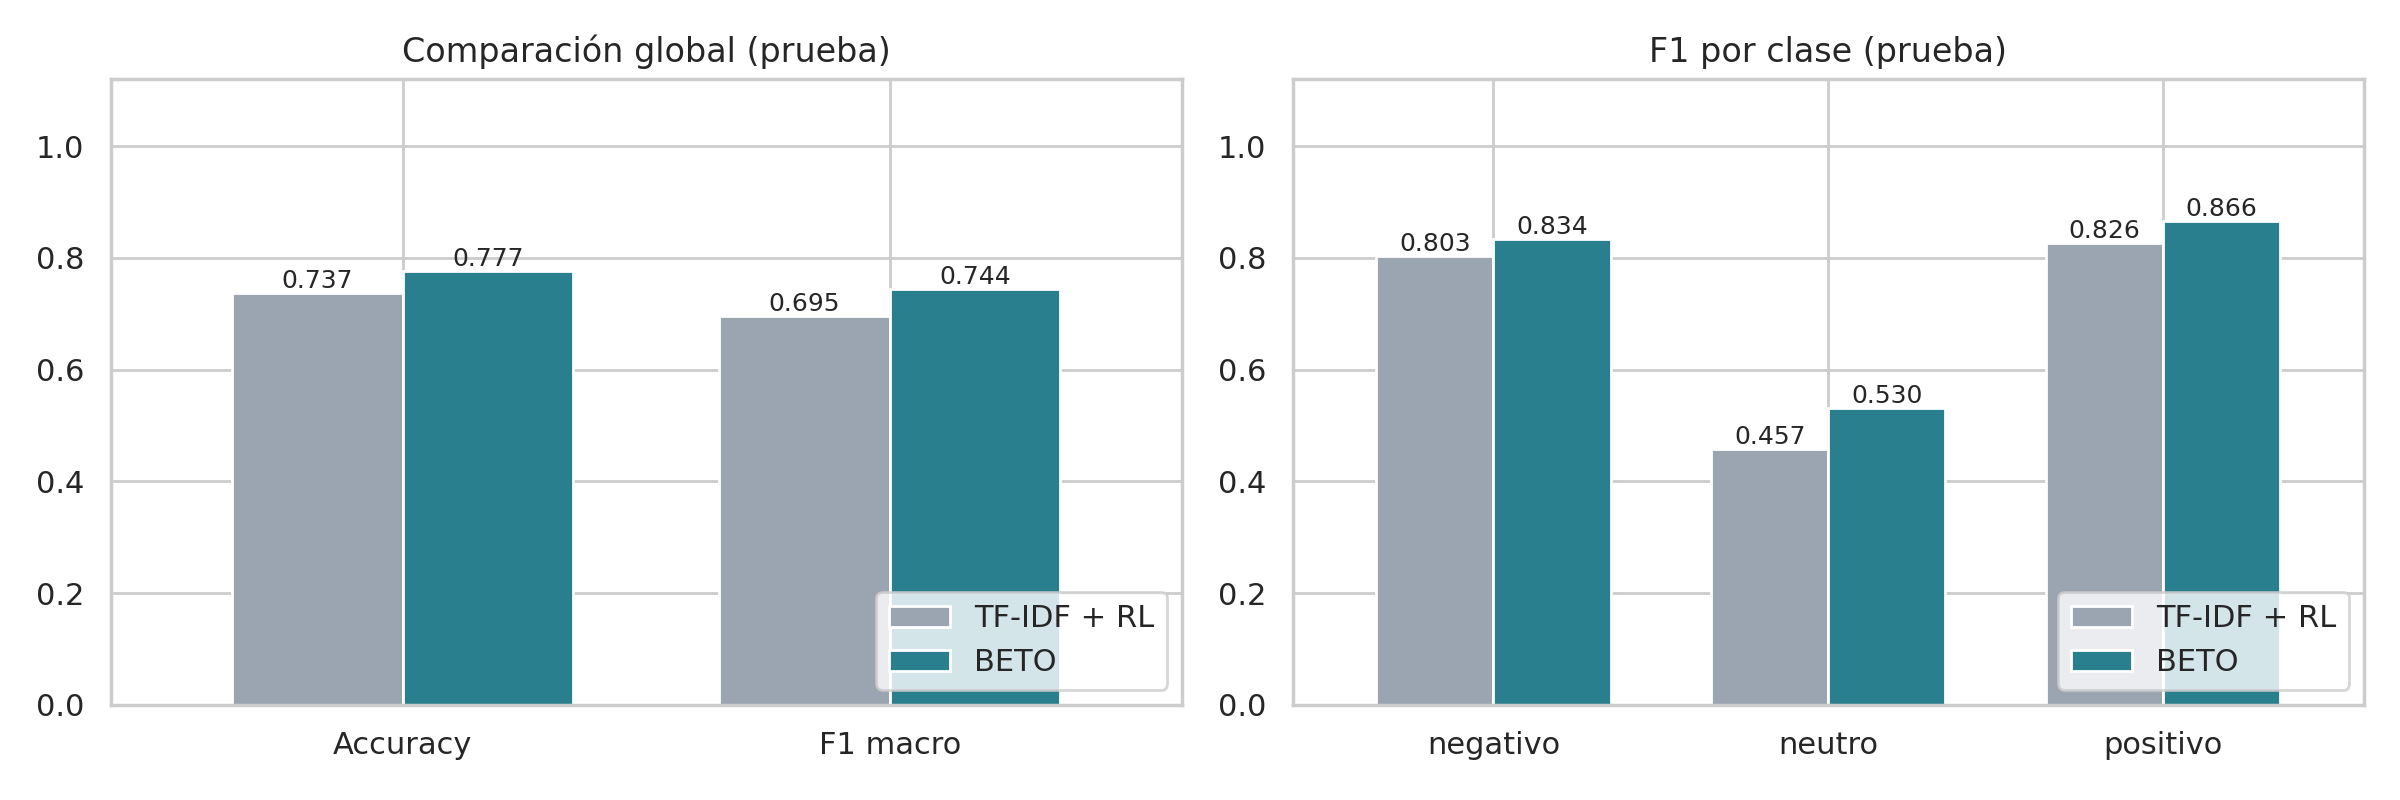 Comparación global (prueba)
1.0
0.8
0.6
0.4
0.2
0.0
0.737
0.777
0.695
0.744
TF-IDF + RL
BETO
Accuracy
F1 macro
F1 por clase (prueba)
1.0
0.8
0.6
0.4
0.2
0.0
0.803
0.834
0.457
0.530
0.826
0.866
TF-IDF + RL
BETO
negativo
neutro
positivo